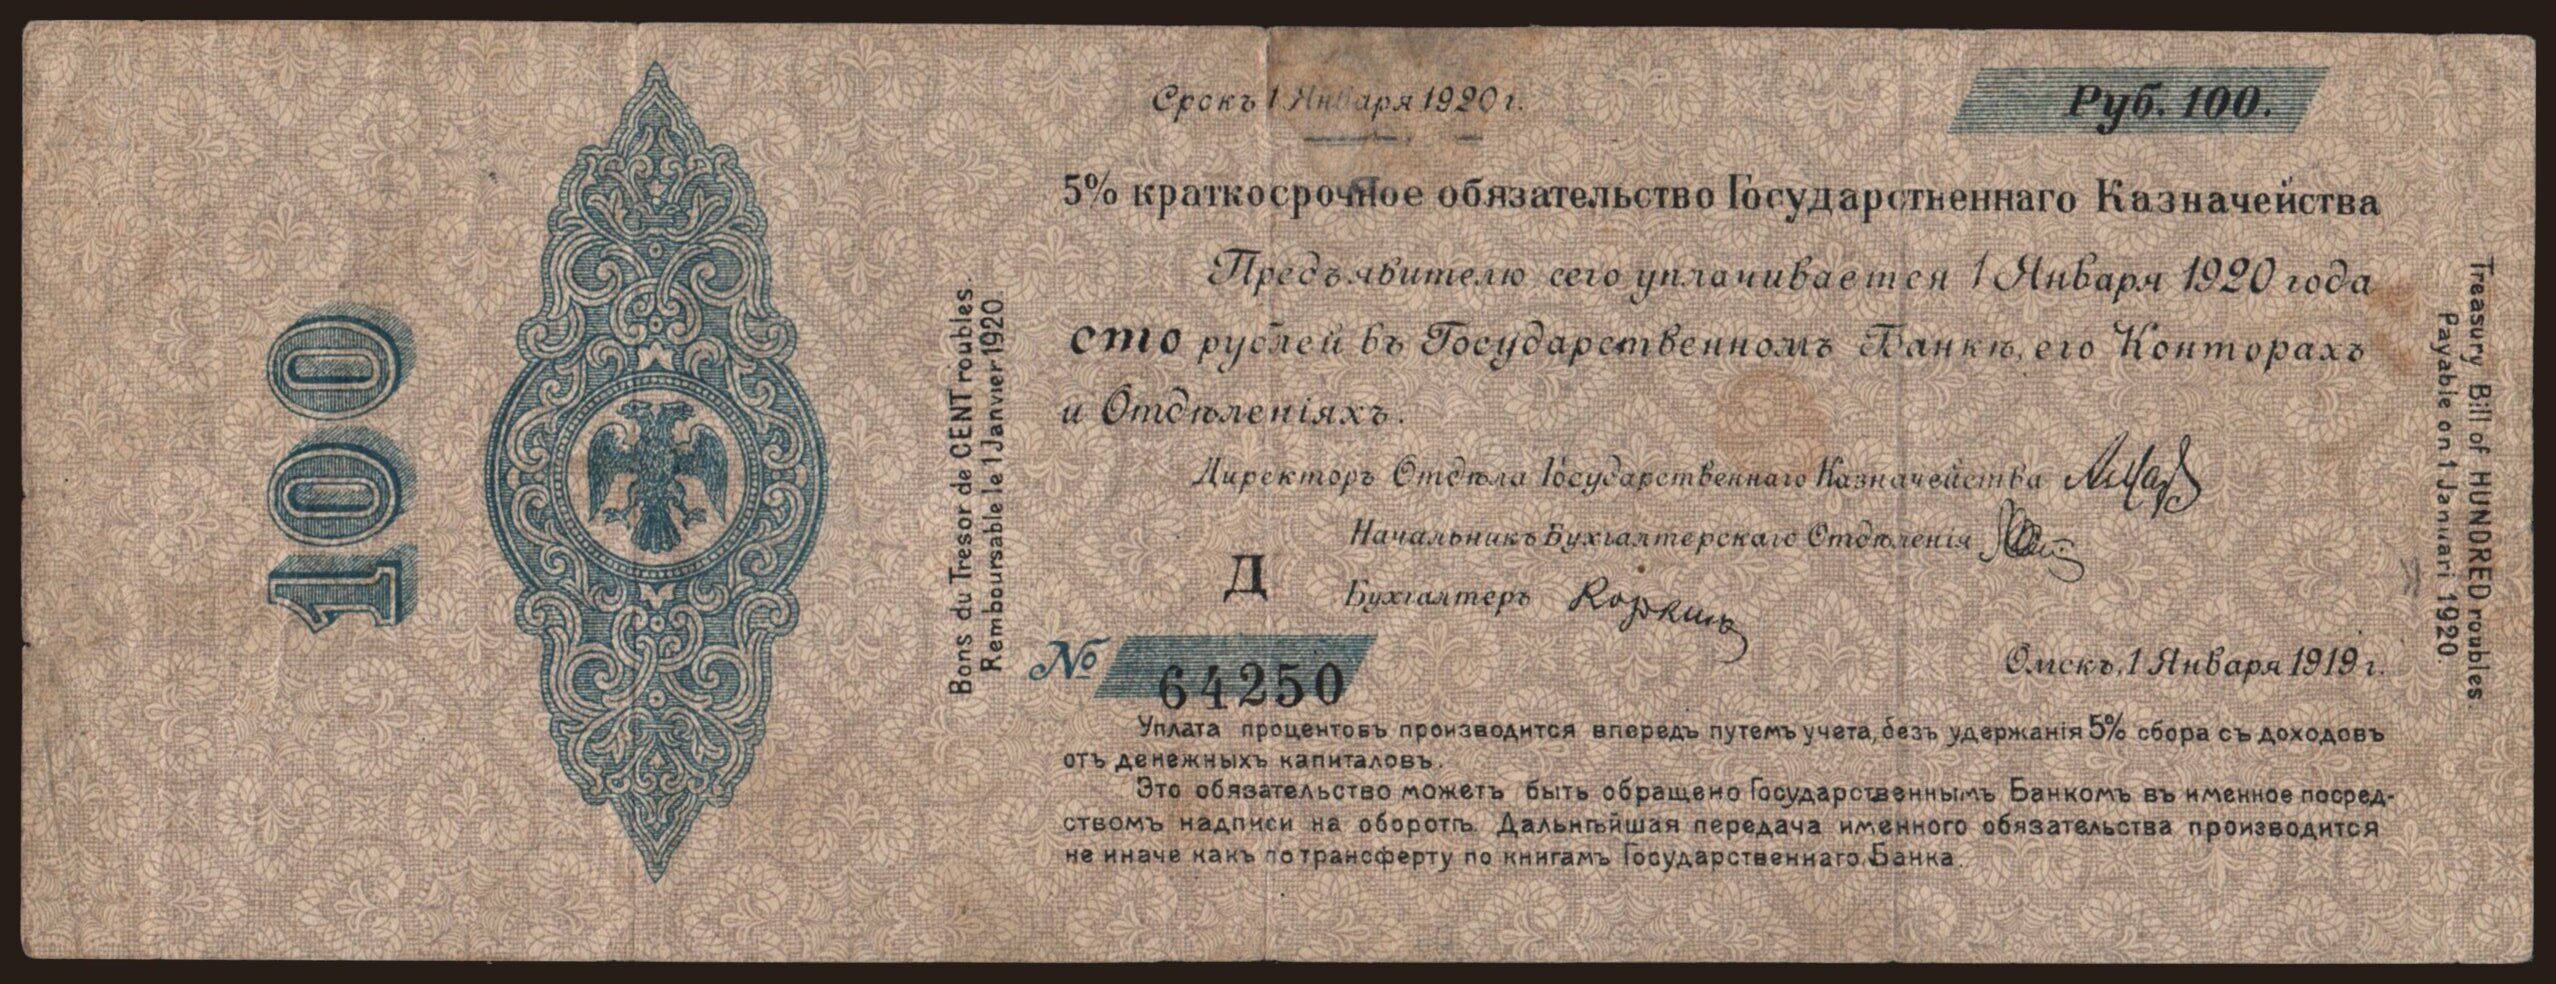 100
Bons du Tresor de CENT roubles.
Remboursable le 1 Janvier 1920
Срокъ 1 Января 1920 г.
Руб. 100.
5% краткосрочное обязательство Государственнаго Казначейства
Предъявителю сего уплачивается 1 Января 1920 года
сто рублей въ Государственномъ Банкѣ, его Конторахъ
и Отдѣленіяхъ.
Директоръ Отдѣла Государственнаго Казначейства
Начальникъ Бухгалтерскаго Отдѣленія
Д
Бухгалтеръ
№ 64250
Омскъ, 1 Января 1919 г.
Уплата процентовъ производится впередъ путемъ учета, безъ удержанія 5% сбора съ доходовъ
отъ денежныхъ капиталовъ.
Это обязательство можетъ быть обращено Государственнымъ Банкомъ въ именное посред-
ствомъ надписи на оборотѣ. Дальнѣйшая передача именного обязательства производится
не иначе какъ по трансферту по книгамъ Государственнаго Банка.
Treasury Bill of HUNDRED roubles.
Payable on 1 Januari 1920.